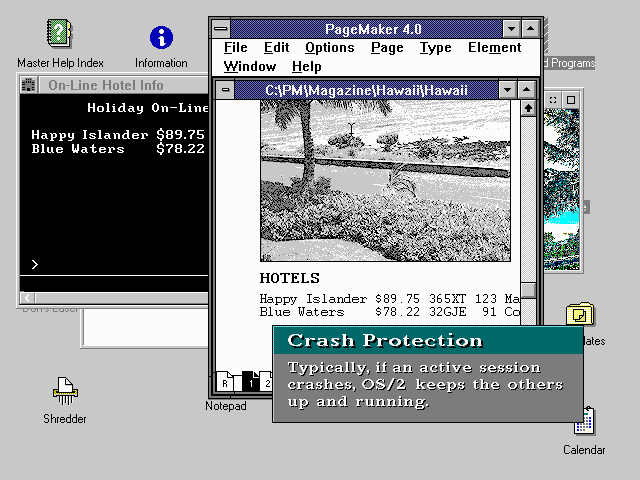 Master Help Index
Information
d Programs
PageMaker 4.0
File Edit Options Page Type Element
Window Help
C:\PM\Magazine\Hawaii\Hawaii
On-Line Hotel Info
Holiday On-Line
Happy Islander $89.75
Blue Waters $78.22
>
HOTELS
Happy Islander $89.75 365XT 123 Ma
Blue Waters $78.22 32GJE 91 Co
R 1 2
Crash Protection
Typically, if an active session
crashes, OS/2 keeps the others
up and running.
lates
Notepad
Shredder
Calendar